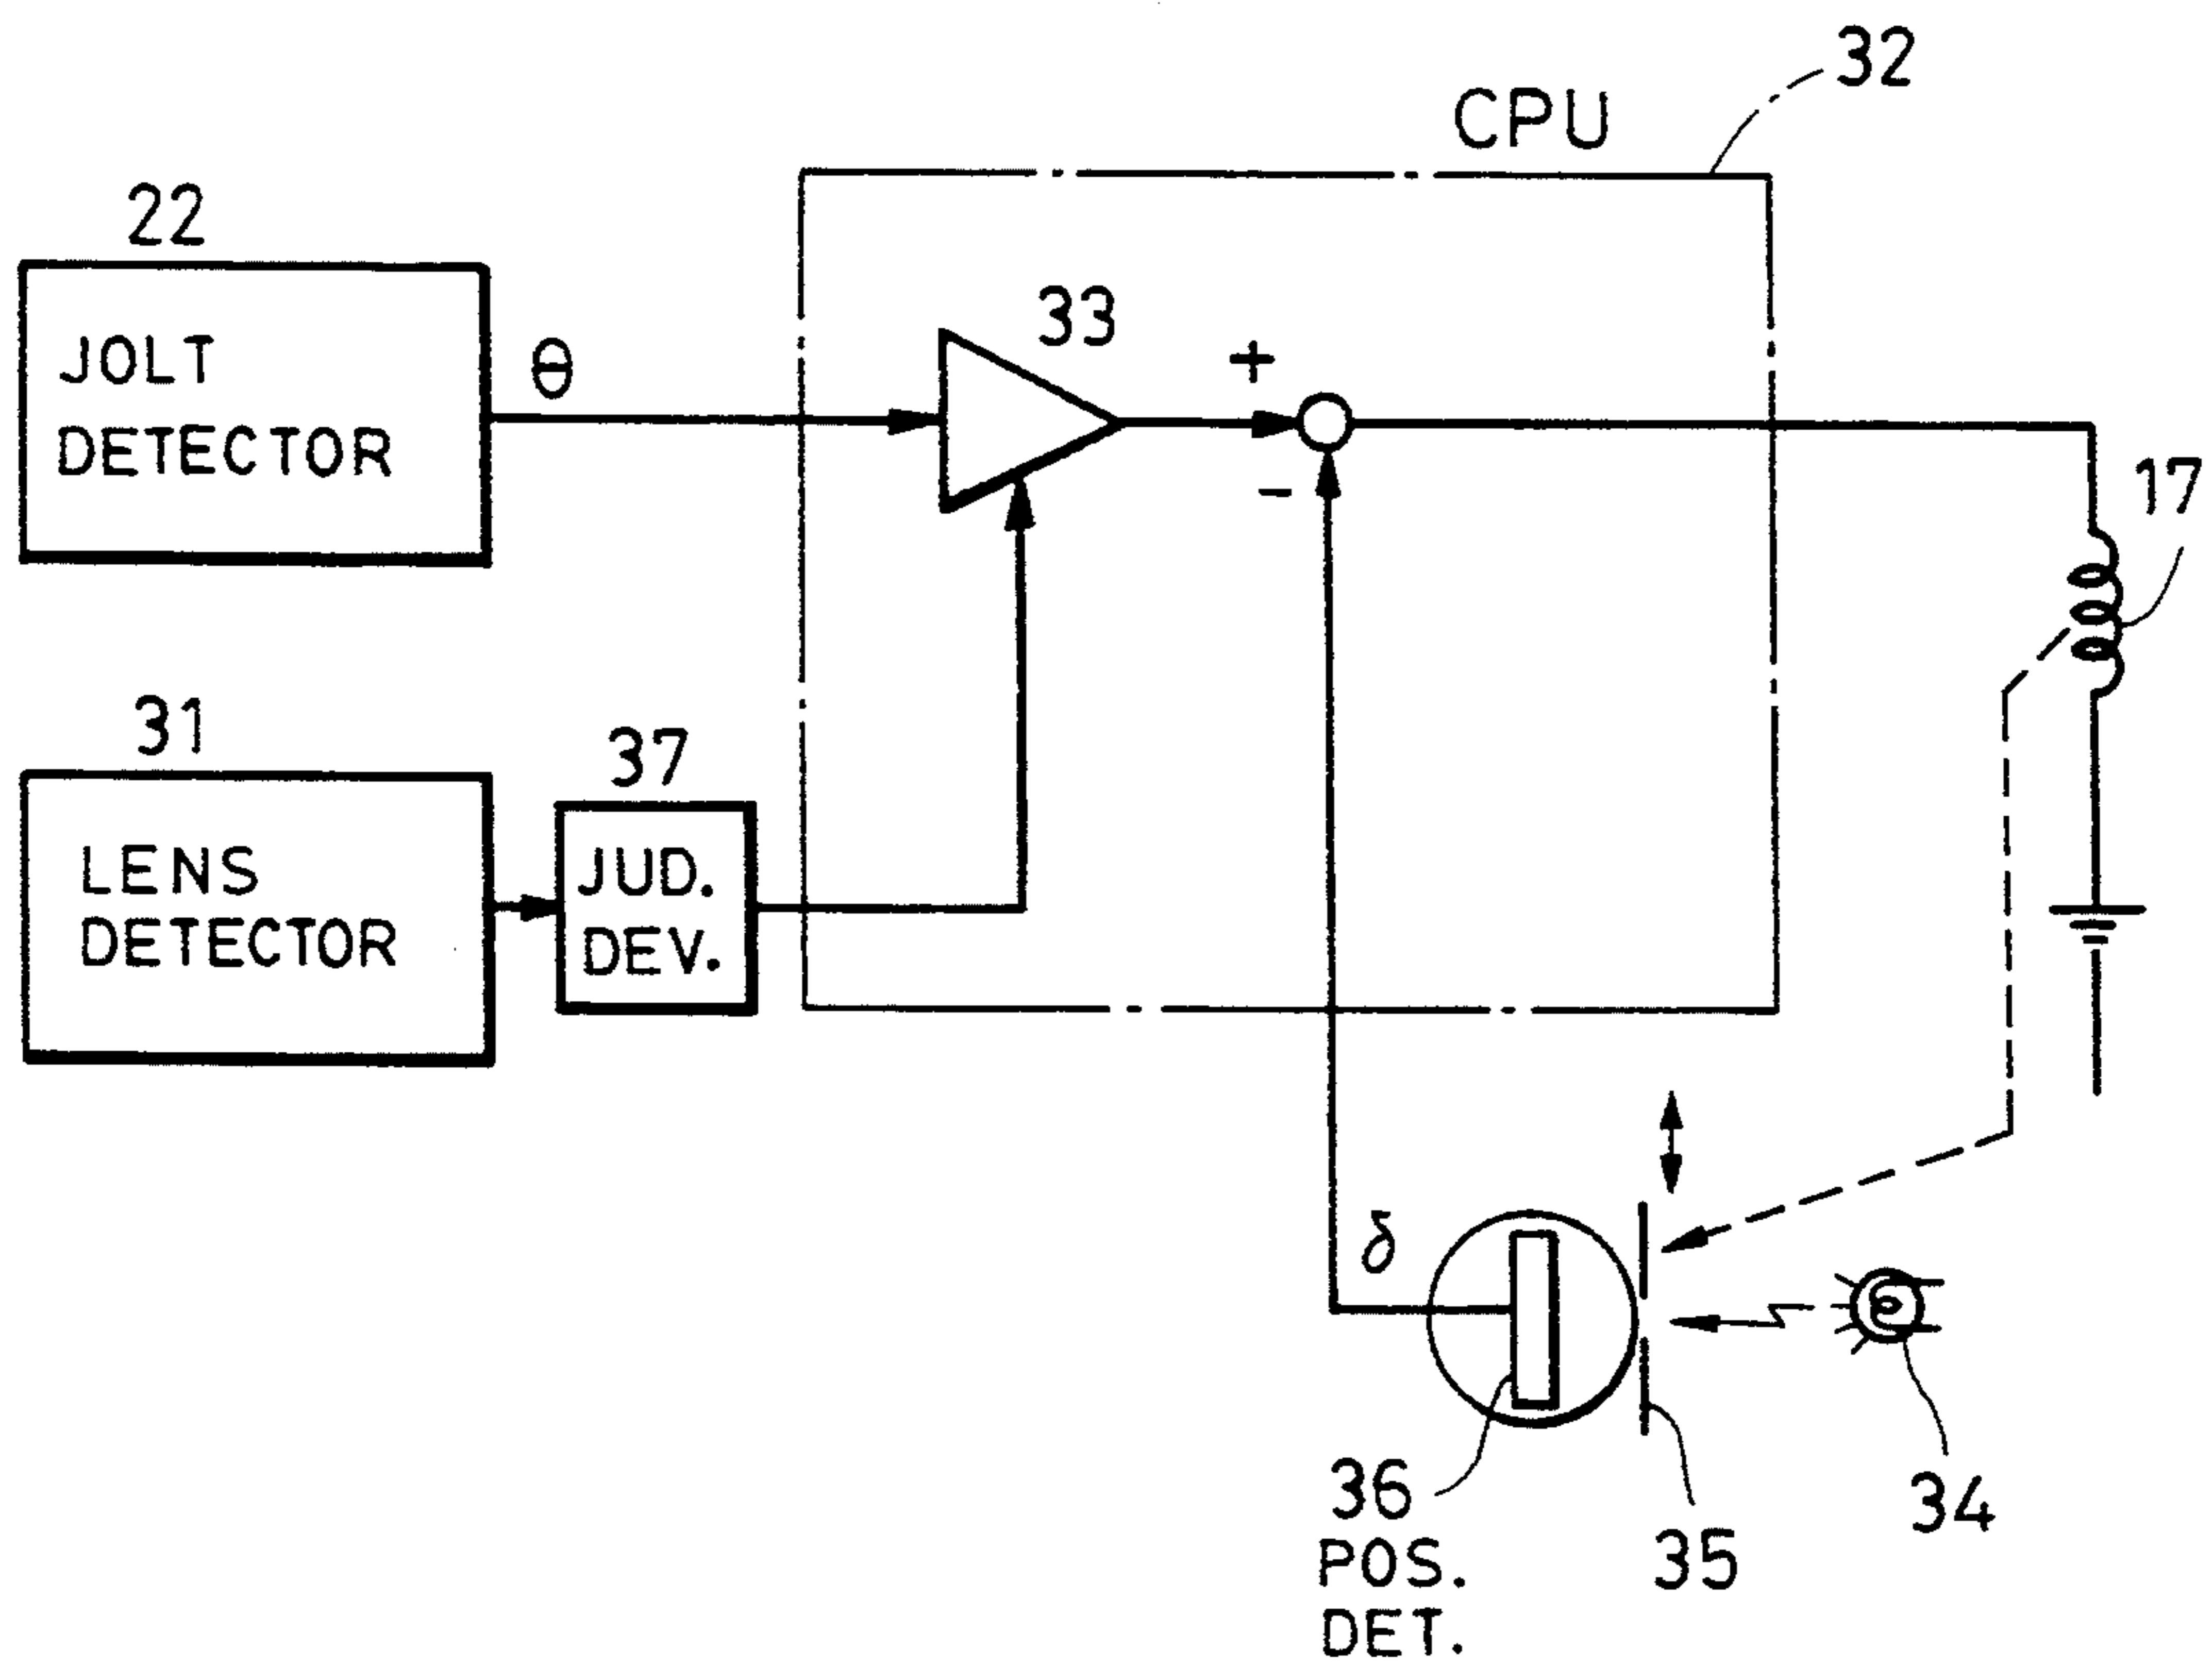 32
CPU
22
JOLT
DETECTOR
θ
33
+
-
17
31
LENS
DETECTOR
37
JUD.
DEV.
δ
36
POS.
DET.
35
34